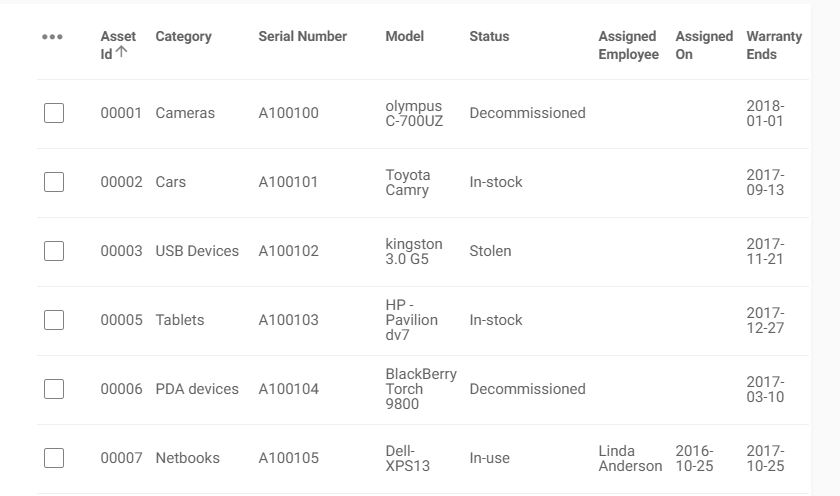 ••• Asset Id↑ Category Serial Number Model Status Assigned Employee Assigned On Warranty Ends
00001 Cameras A100100 olympus C-700UZ Decommissioned 2018-01-01
00002 Cars A100101 Toyota Camry In-stock 2017-09-13
00003 USB Devices A100102 kingston 3.0 G5 Stolen 2017-11-21
00005 Tablets A100103 HP - Pavilion dv7 In-stock 2017-12-27
00006 PDA devices A100104 BlackBerry Torch 9800 Decommissioned 2017-03-10
00007 Netbooks A100105 Dell-XPS13 In-use Linda Anderson 2016-10-25 2017-10-25